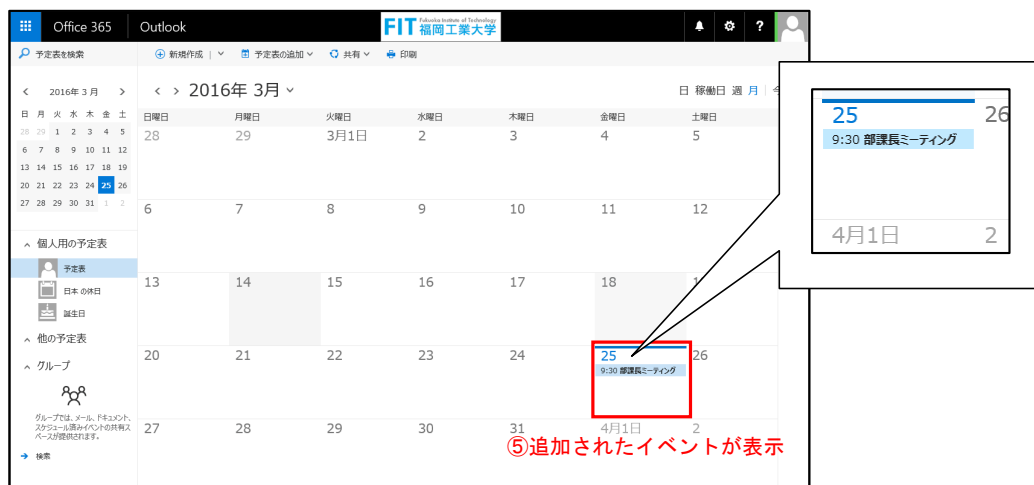 Office 365
Outlook
FIT Fukuoka Institute of Technology
福岡工業大学
?
予定表を検索
新規作成 | 予定表の追加 共有 印刷
2016年 3 月
日 月 火 水 木 金 土
28 29 1 2 3 4 5
6 7 8 9 10 11 12
13 14 15 16 17 18 19
20 21 22 23 24 25 26
27 28 29 30 31 1 2
個人用の予定表
予定表
日本 の休日
誕生日
他の予定表
グループ
グループでは、メール、ドキュメント、
スケジュール済みイベントの共有ス
ペースが提供されます。
検索
2016年 3月
日 稼働日 週 月
日曜日 月曜日 火曜日 水曜日 木曜日 金曜日 土曜日
28 29 3月1日 2 3 4 5
6 7 8 9 10 11 12
13 14 15 16 17 18
20 21 22 23 24 25 26
9:30 部課長ミーティング
27 28 29 30 31 4月1日 2
⑤追加されたイベントが表示
25 26
9:30 部課長ミーティング
4月1日 2